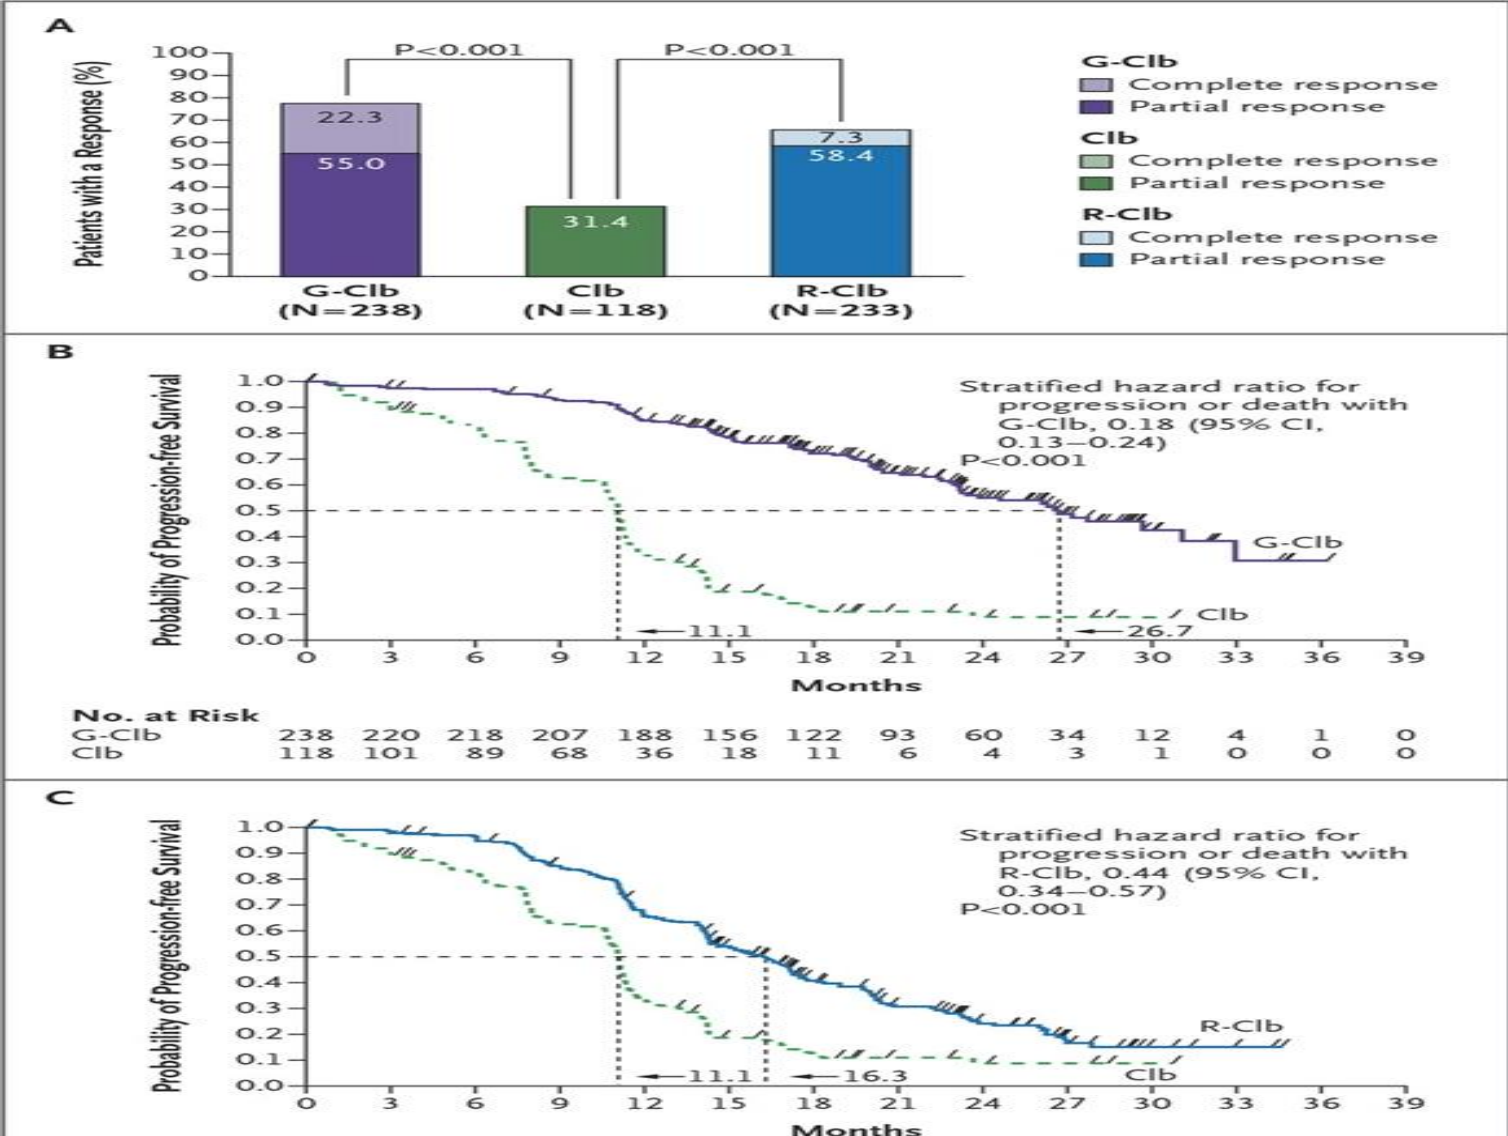 A
Patients with a Response (%)
100
90
80
70
60
50
40
30
20
10
0
P<0.001
P<0.001
22.3
55.0
31.4
7.3
58.4
G-Clb
(N=238)
Clb
(N=118)
R-Clb
(N=233)
G-Clb
Complete response
Partial response
Clb
Complete response
Partial response
R-Clb
Complete response
Partial response
B
Probability of Progression-free Survival
1.0
0.9
0.8
0.7
0.6
0.5
0.4
0.3
0.2
0.1
0.0
Stratified hazard ratio for
progression or death with
G-Clb, 0.18 (95% CI,
0.13–0.24)
P<0.001
G-Clb
Clb
11.1
26.7
0 3 6 9 12 15 18 21 24 27 30 33 36 39
Months
No. at Risk
G-Clb 238 220 218 207 188 156 122 93 60 34 12 4 1 0
Clb 118 101 89 68 36 18 11 6 4 3 1 0 0 0
C
Probability of Progression-free Survival
1.0
0.9
0.8
0.7
0.6
0.5
0.4
0.3
0.2
0.1
0.0
Stratified hazard ratio for
progression or death with
R-Clb, 0.44 (95% CI,
0.34–0.57)
P<0.001
R-Clb
Clb
11.1
16.3
0 3 6 9 12 15 18 21 24 27 30 33 36 39
Months